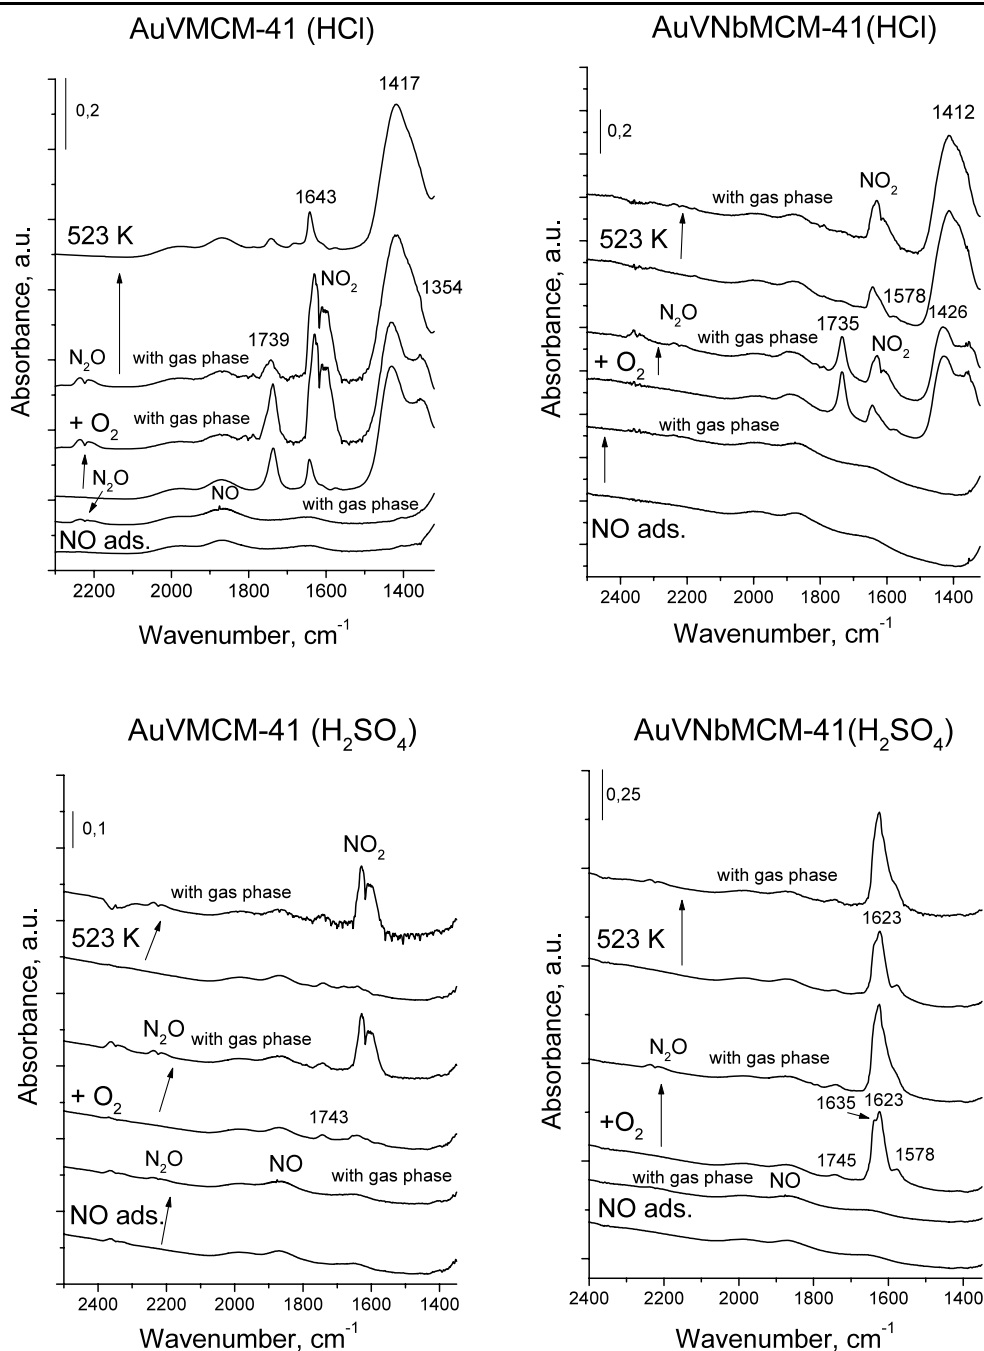 AuVMCM-41 (HCl)
0,2
1417
1643
523 K
NO2
1354
1739
N2O
with gas phase
+ O2
with gas phase
N2O
NO
with gas phase
NO ads.
Absorbance, a.u.
2200 2000 1800 1600 1400
Wavenumber, cm-1
AuVNbMCM-41(HCl)
0,2
1412
NO2
with gas phase
523 K
1578
N2O
1735
1426
with gas phase
NO2
+ O2
with gas phase
NO ads.
Absorbance, a.u.
2400 2200 2000 1800 1600 1400
Wavenumber, cm-1
AuVMCM-41 (H2SO4)
0,1
NO2
with gas phase
523 K
N2O
with gas phase
+ O2
1743
N2O
NO
with gas phase
NO ads.
Absorbance, a.u.
2400 2200 2000 1800 1600 1400
Wavenumber, cm-1
AuVNbMCM-41(H2SO4)
0,25
with gas phase
1623
523 K
N2O
with gas phase
1635 1623
+O2
1745
1578
with gas phase
NO
NO ads.
Absorbance, a.u.
2400 2200 2000 1800 1600 1400
Wavenumber, cm-1